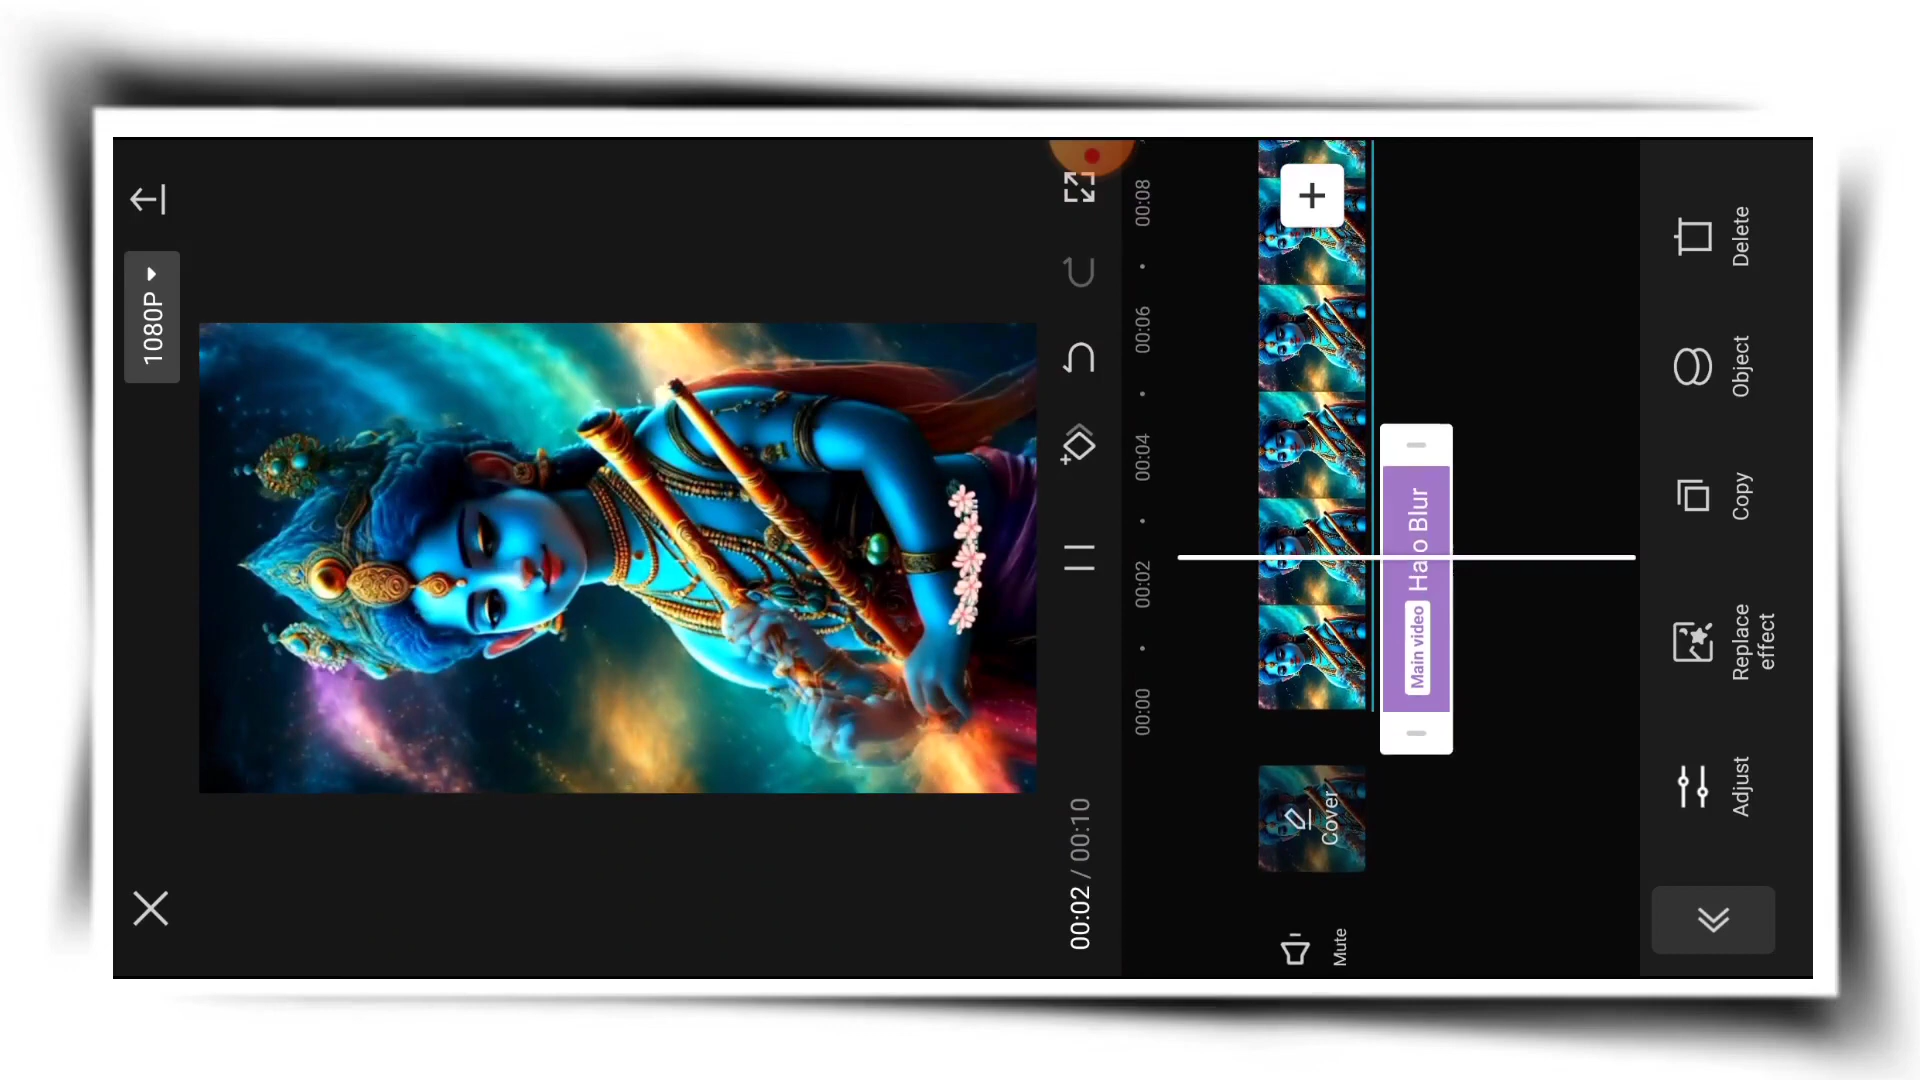 1080P
00:02 / 00:10
00:00
00:02
00:04
00:06
00:08
Mute
Cover
Main video
Blur
Adjust
Replace
effect
Copy
Object
Delete